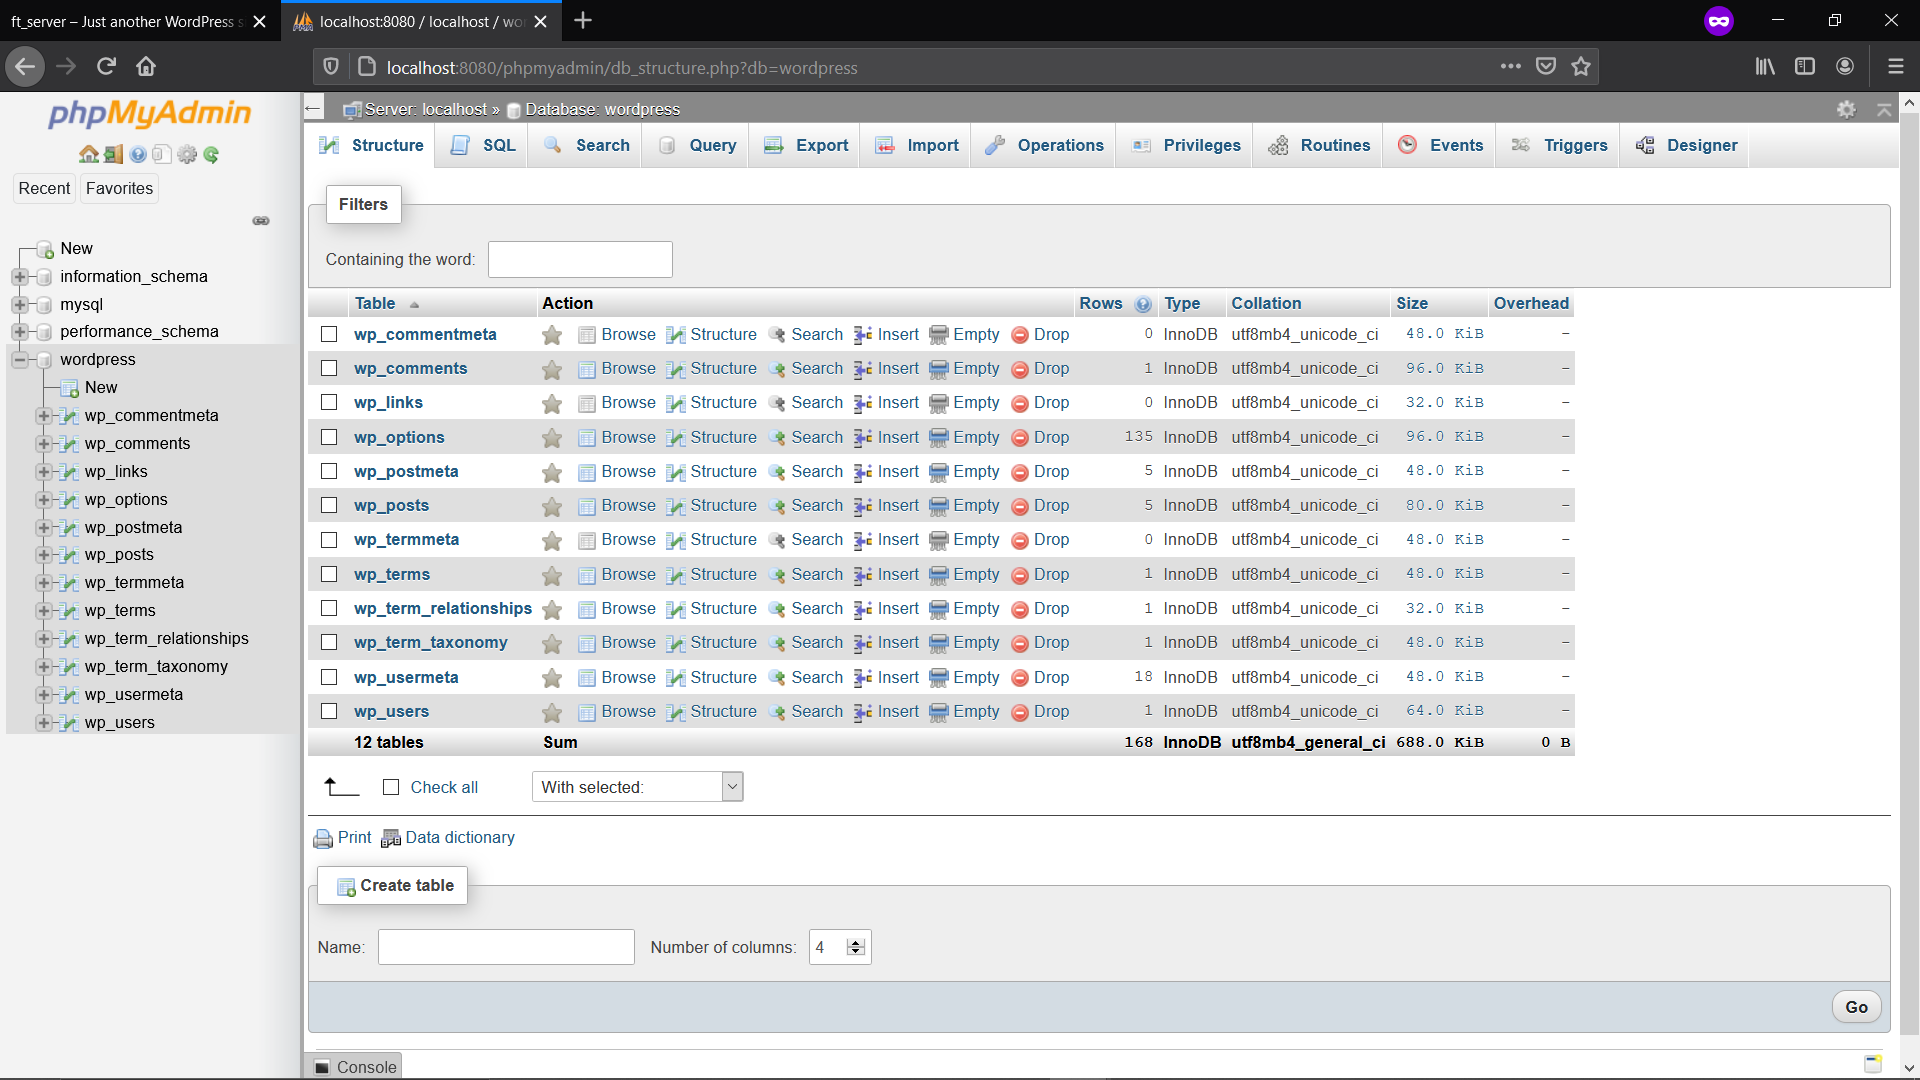 ft_server – Just another WordPress s
localhost:8080 / localhost / wo
localhost:8080/phpmyadmin/db_structure.php?db=wordpress
phpMyAdmin
Recent Favorites
New
information_schema
mysql
performance_schema
wordpress
New
wp_commentmeta
wp_comments
wp_links
wp_options
wp_postmeta
wp_posts
wp_termmeta
wp_terms
wp_term_relationships
wp_term_taxonomy
wp_usermeta
wp_users
Server: localhost » Database: wordpress
Structure SQL Search Query Export Import Operations Privileges Routines Events Triggers Designer
Filters
Containing the word:
Table Action Rows Type Collation Size Overhead
wp_commentmeta Browse Structure Search Insert Empty Drop 0 InnoDB utf8mb4_unicode_ci 48.0 KiB –
wp_comments Browse Structure Search Insert Empty Drop 1 InnoDB utf8mb4_unicode_ci 96.0 KiB –
wp_links Browse Structure Search Insert Empty Drop 0 InnoDB utf8mb4_unicode_ci 32.0 KiB –
wp_options Browse Structure Search Insert Empty Drop 135 InnoDB utf8mb4_unicode_ci 96.0 KiB –
wp_postmeta Browse Structure Search Insert Empty Drop 5 InnoDB utf8mb4_unicode_ci 48.0 KiB –
wp_posts Browse Structure Search Insert Empty Drop 5 InnoDB utf8mb4_unicode_ci 80.0 KiB –
wp_termmeta Browse Structure Search Insert Empty Drop 0 InnoDB utf8mb4_unicode_ci 48.0 KiB –
wp_terms Browse Structure Search Insert Empty Drop 1 InnoDB utf8mb4_unicode_ci 48.0 KiB –
wp_term_relationships Browse Structure Search Insert Empty Drop 1 InnoDB utf8mb4_unicode_ci 32.0 KiB –
wp_term_taxonomy Browse Structure Search Insert Empty Drop 1 InnoDB utf8mb4_unicode_ci 48.0 KiB –
wp_usermeta Browse Structure Search Insert Empty Drop 18 InnoDB utf8mb4_unicode_ci 48.0 KiB –
wp_users Browse Structure Search Insert Empty Drop 1 InnoDB utf8mb4_unicode_ci 64.0 KiB –
12 tables Sum 168 InnoDB utf8mb4_general_ci 688.0 KiB 0 B
Check all With selected:
Print Data dictionary
Create table
Name: Number of columns: 4
Go
Console